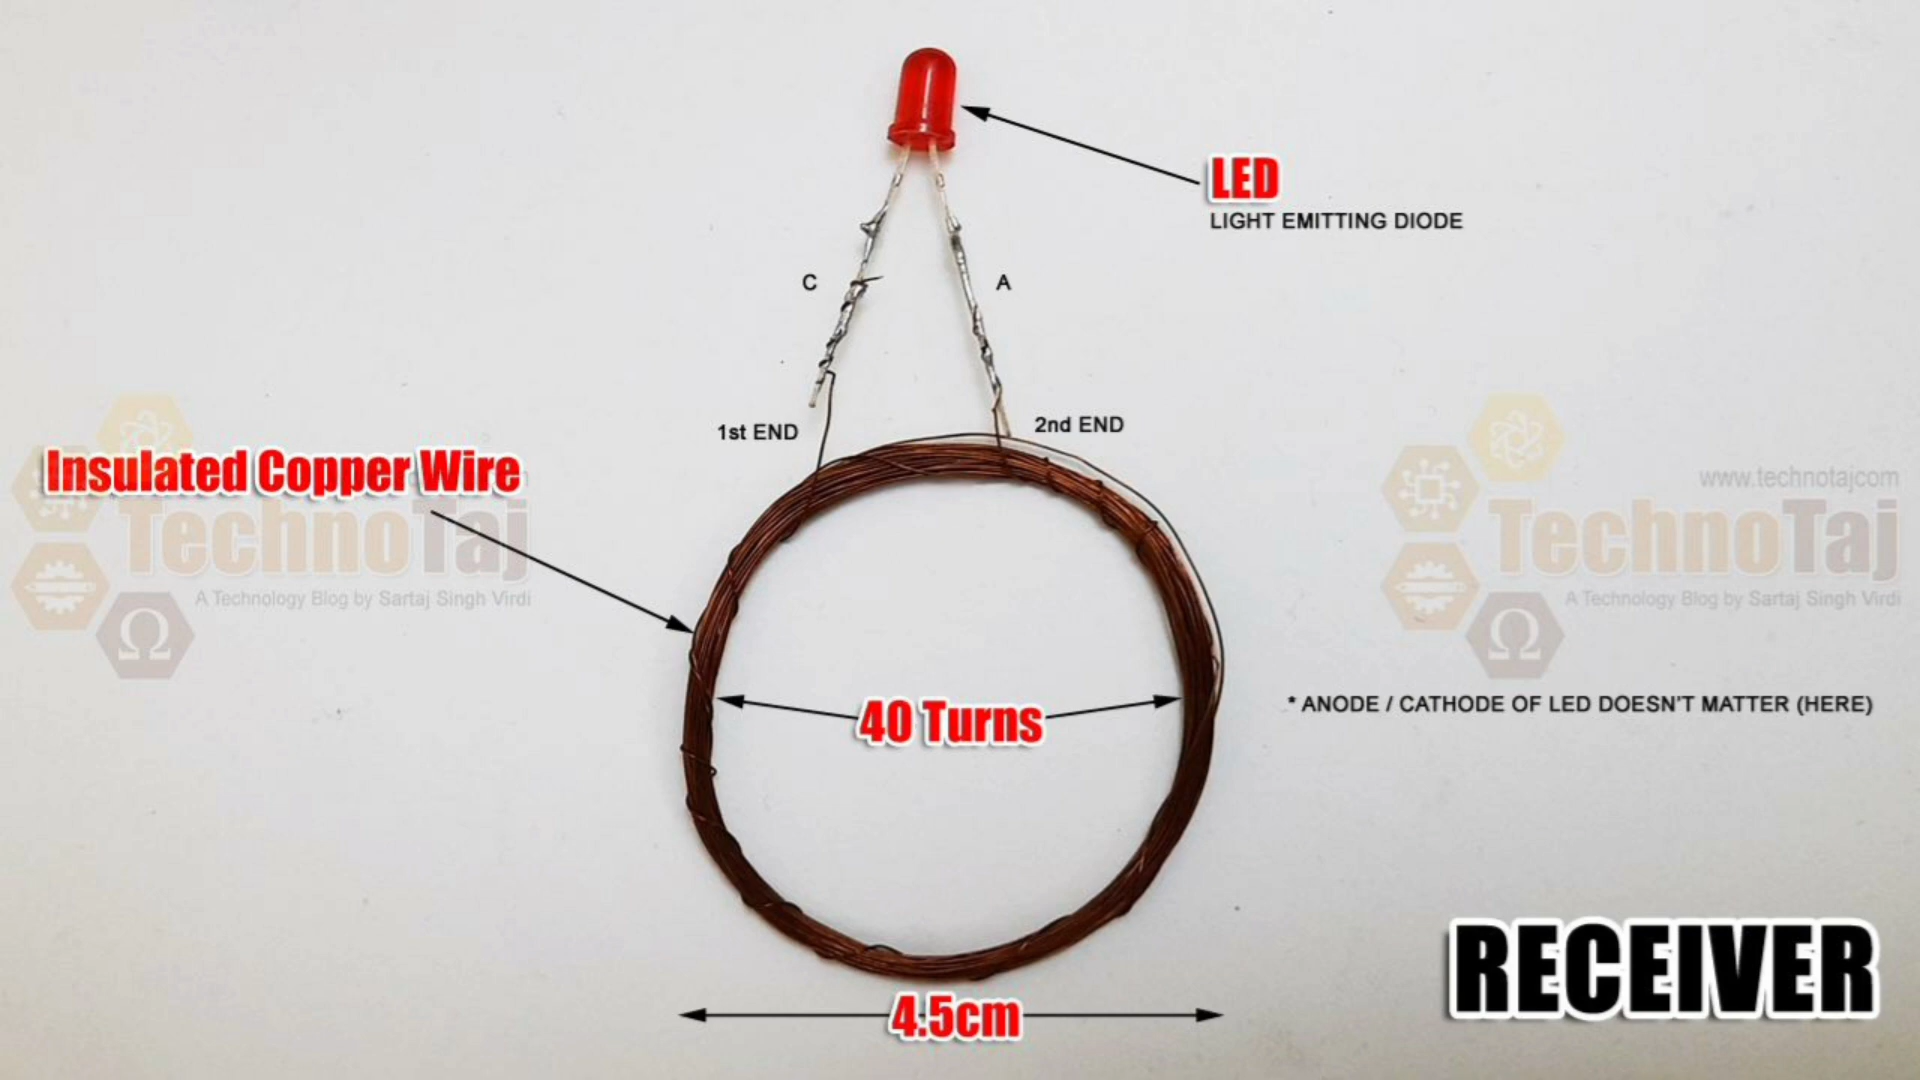 LED
LIGHT EMITTING DIODE
C
A
1st END
2nd END
Insulated Copper Wire
www.technotaj.com
TechnoTaj
A Technology Blog by Sartaj Singh Virdi
Ω
TechnoTaj
A Technology Blog by Sartaj Singh Virdi
Ω
40 Turns
* ANODE / CATHODE OF LED DOESN'T MATTER (HERE)
RECEIVER
4.5cm